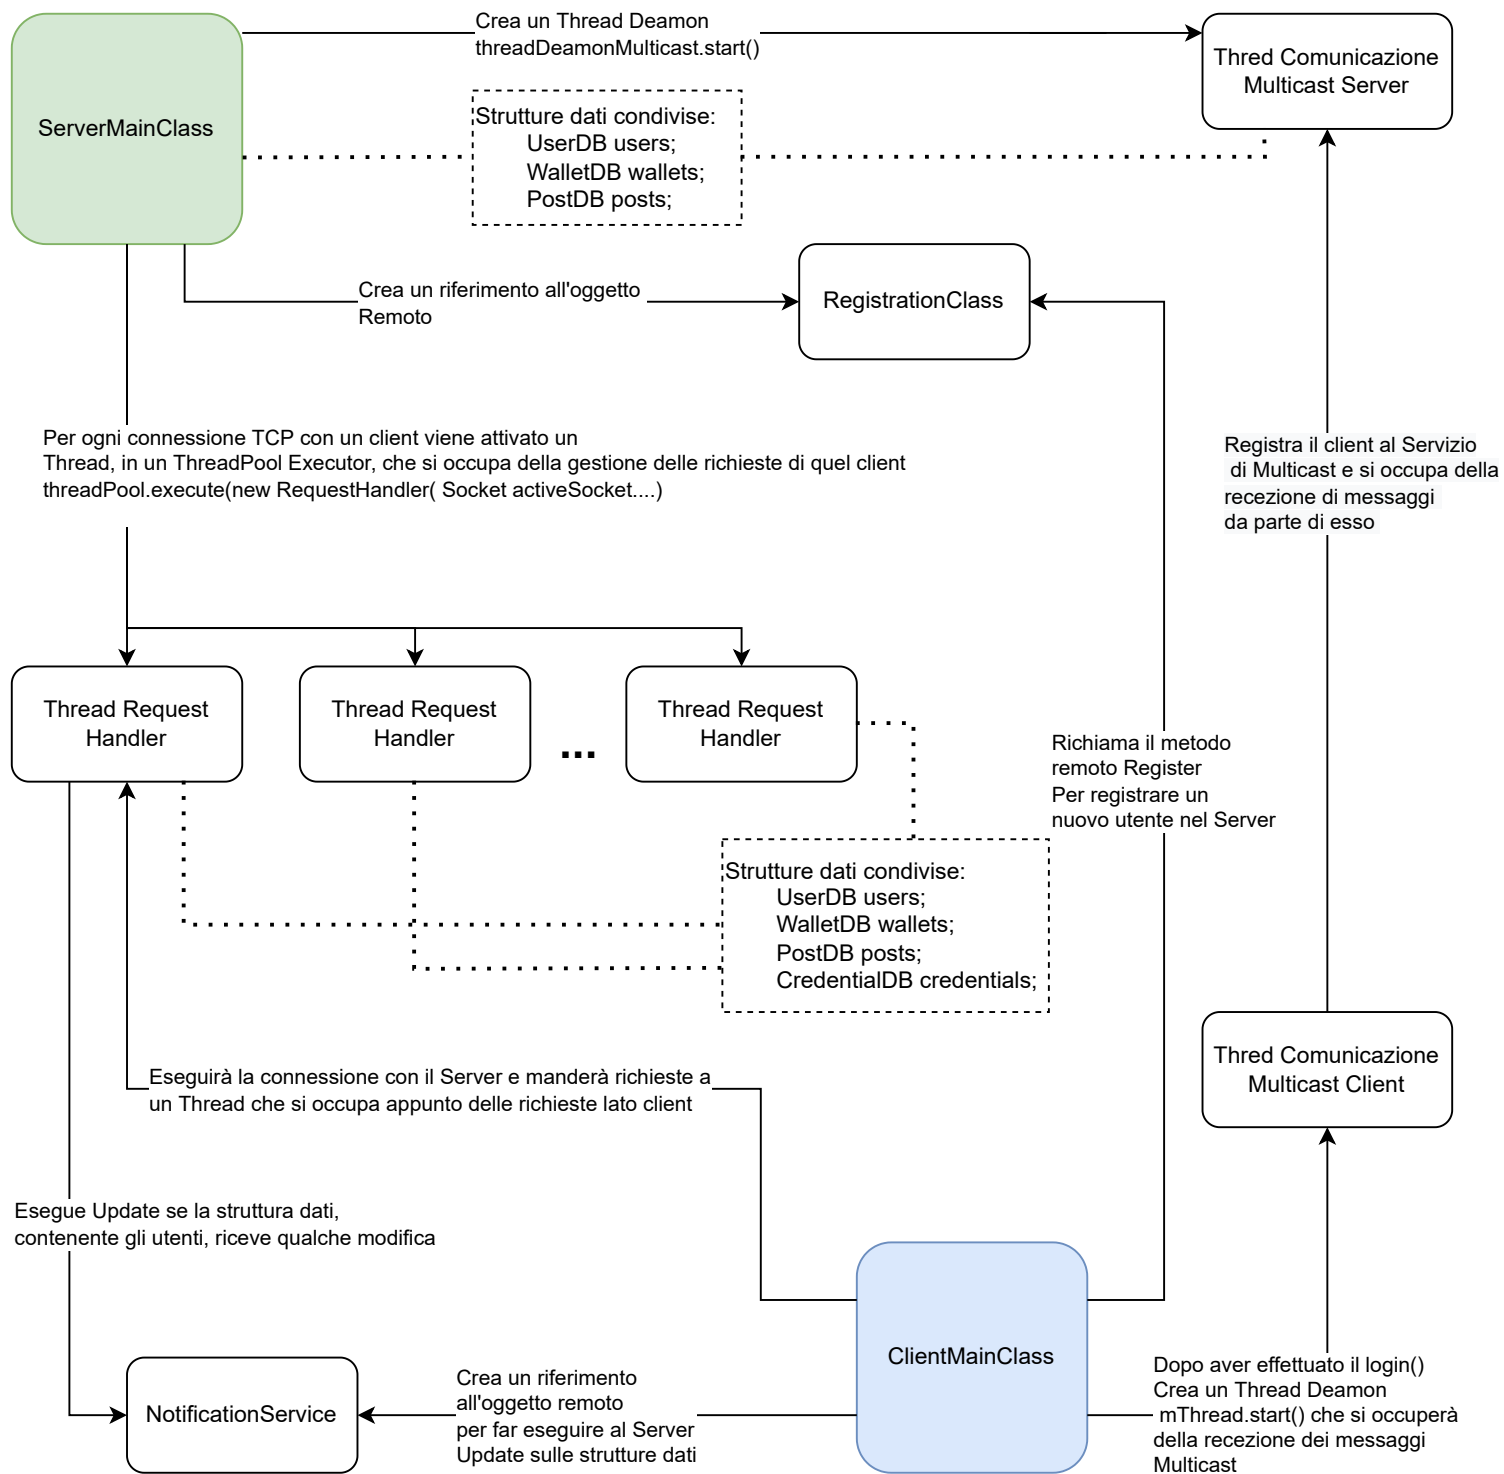 Crea un Thread Deamon
threadDeamonMulticast.start()
ServerMainClass
Thred Comunicazione
Multicast Server
Strutture dati condivise:
UserDB users;
WalletDB wallets;
PostDB posts;
Crea un riferimento all'oggetto
Remoto
RegistrationClass
Per ogni connessione TCP con un client viene attivato un
Thread, in un ThreadPool Executor, che si occupa della gestione delle richieste di quel client
threadPool.execute(new RequestHandler( Socket activeSocket....)
Registra il client al Servizio
di Multicast e si occupa della
recezione di messaggi
da parte di esso
Thread Request
Handler
Thread Request
Handler
...
Thread Request
Handler
Richiama il metodo
remoto Register
Per registrare un
nuovo utente nel Server
Strutture dati condivise:
UserDB users;
WalletDB wallets;
PostDB posts;
CredentialDB credentials;
Thred Comunicazione
Multicast Client
Eseguirà la connessione con il Server e manderà richieste a
un Thread che si occupa appunto delle richieste lato client
Esegue Update se la struttura dati,
contenente gli utenti, riceve qualche modifica
ClientMainClass
NotificationService
Crea un riferimento
all'oggetto remoto
per far eseguire al Server
Update sulle strutture dati
Dopo aver effettuato il login()
Crea un Thread Deamon
mThread.start() che si occuperà
della recezione dei messaggi
Multicast